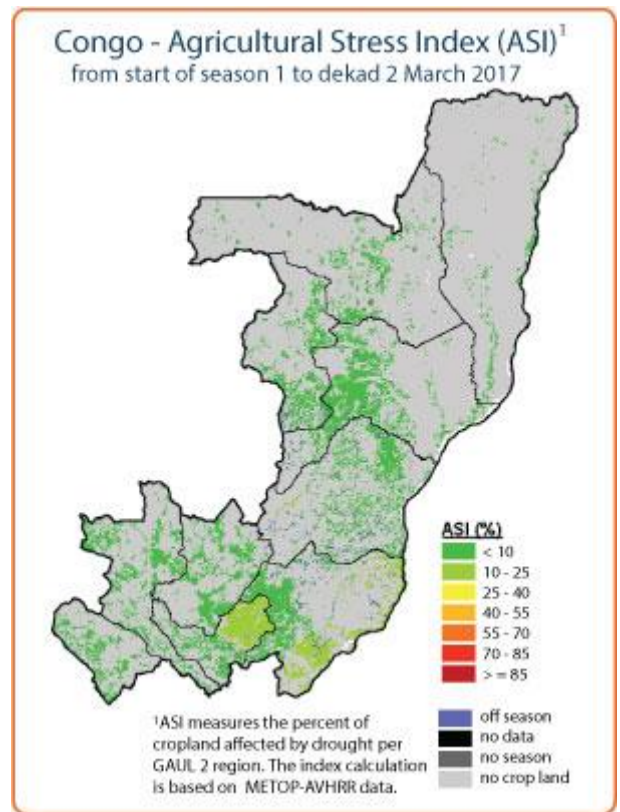 Congo - Agricultural Stress Index (ASI)¹
from start of season 1 to dekad 2 March 2017
ASI (%)
< 10
10 - 25
25 - 40
40 - 55
55 - 70
70 - 85
> = 85
off season
no data
no season
no crop land
¹ASI measures the percent of
cropland affected by drought per
GAUL 2 region. The index calculation
is based on METOP-AVHRR data.